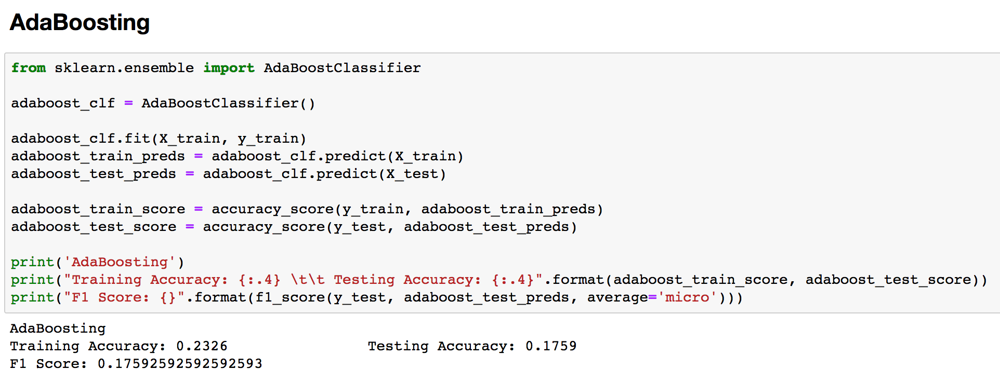 AdaBoosting
from sklearn.ensemble import AdaBoostClassifier
adaboost_clf = AdaBoostClassifier()
adaboost_clf.fit(X_train, y_train)
adaboost_train_preds = adaboost_clf.predict(X_train)
adaboost_test_preds = adaboost_clf.predict(X_test)
adaboost_train_score = accuracy_score(y_train, adaboost_train_preds)
adaboost_test_score = accuracy_score(y_test, adaboost_test_preds)
print('AdaBoosting')
print("Training Accuracy: {:.4} \t\t Testing Accuracy: {:.4}".format(adaboost_train_score, adaboost_test_score))
print("F1 Score: {}".format(f1_score(y_test, adaboost_test_preds, average='micro')))
AdaBoosting
Training Accuracy: 0.2326 Testing Accuracy: 0.1759
F1 Score: 0.17592592592592593